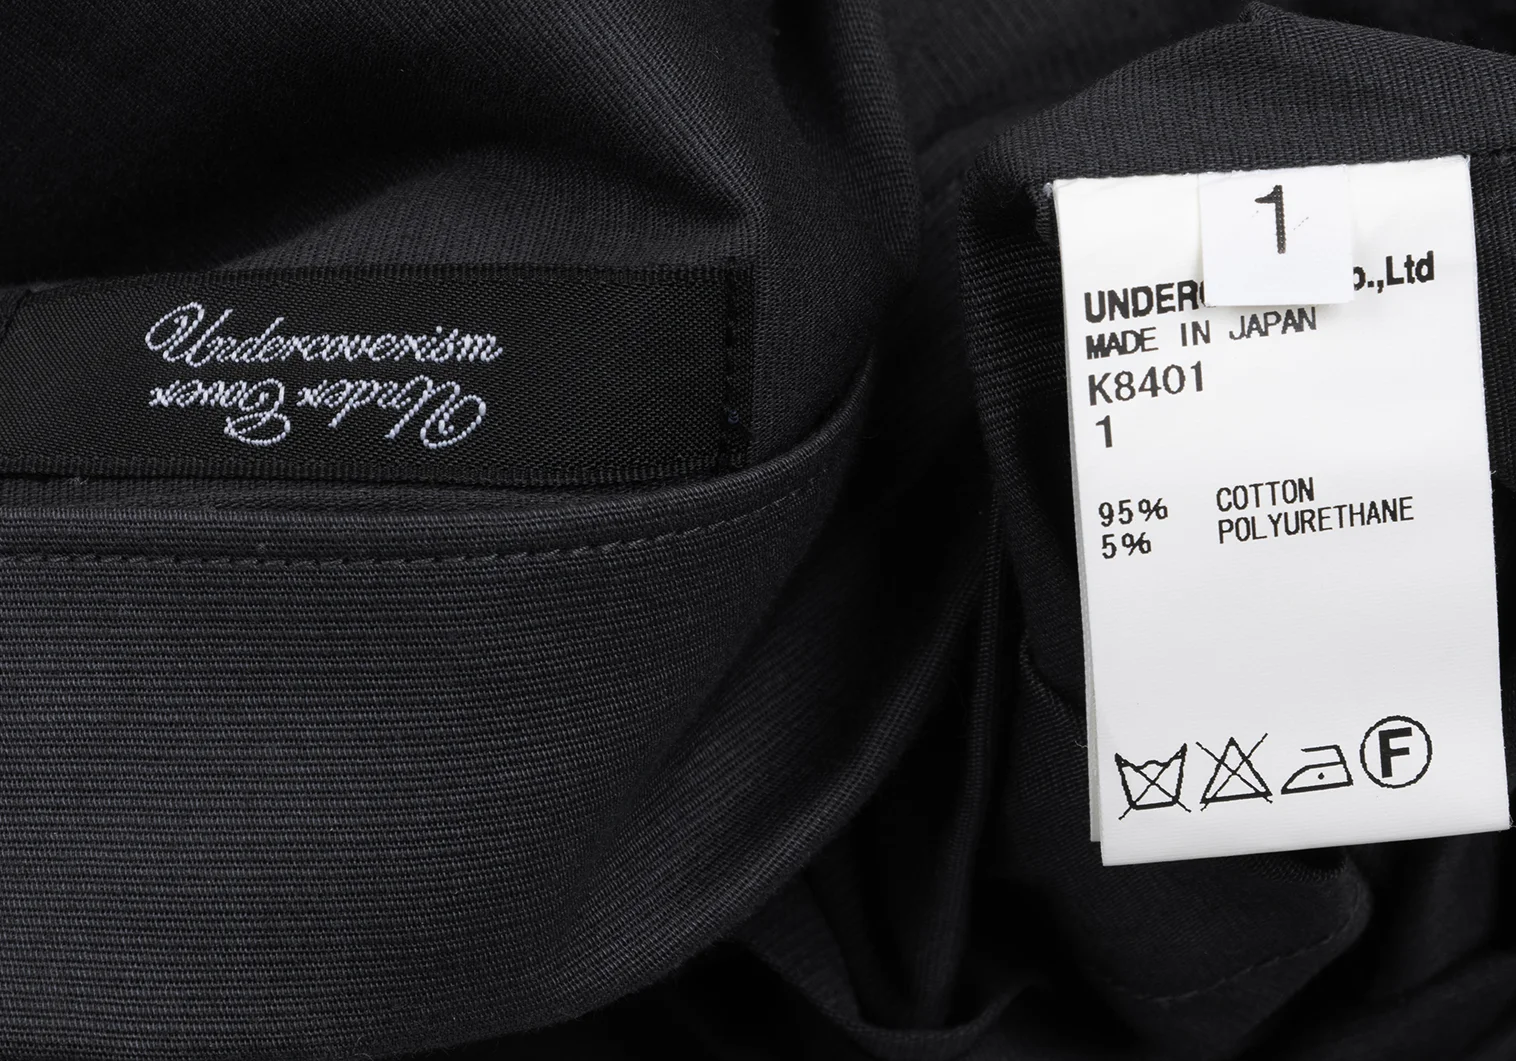 Undercoverism
Under Cover
1
UNDERC o.,Ltd
MADE IN JAPAN
K8401
1
95% COTTON
5% POLYURETHANE
F